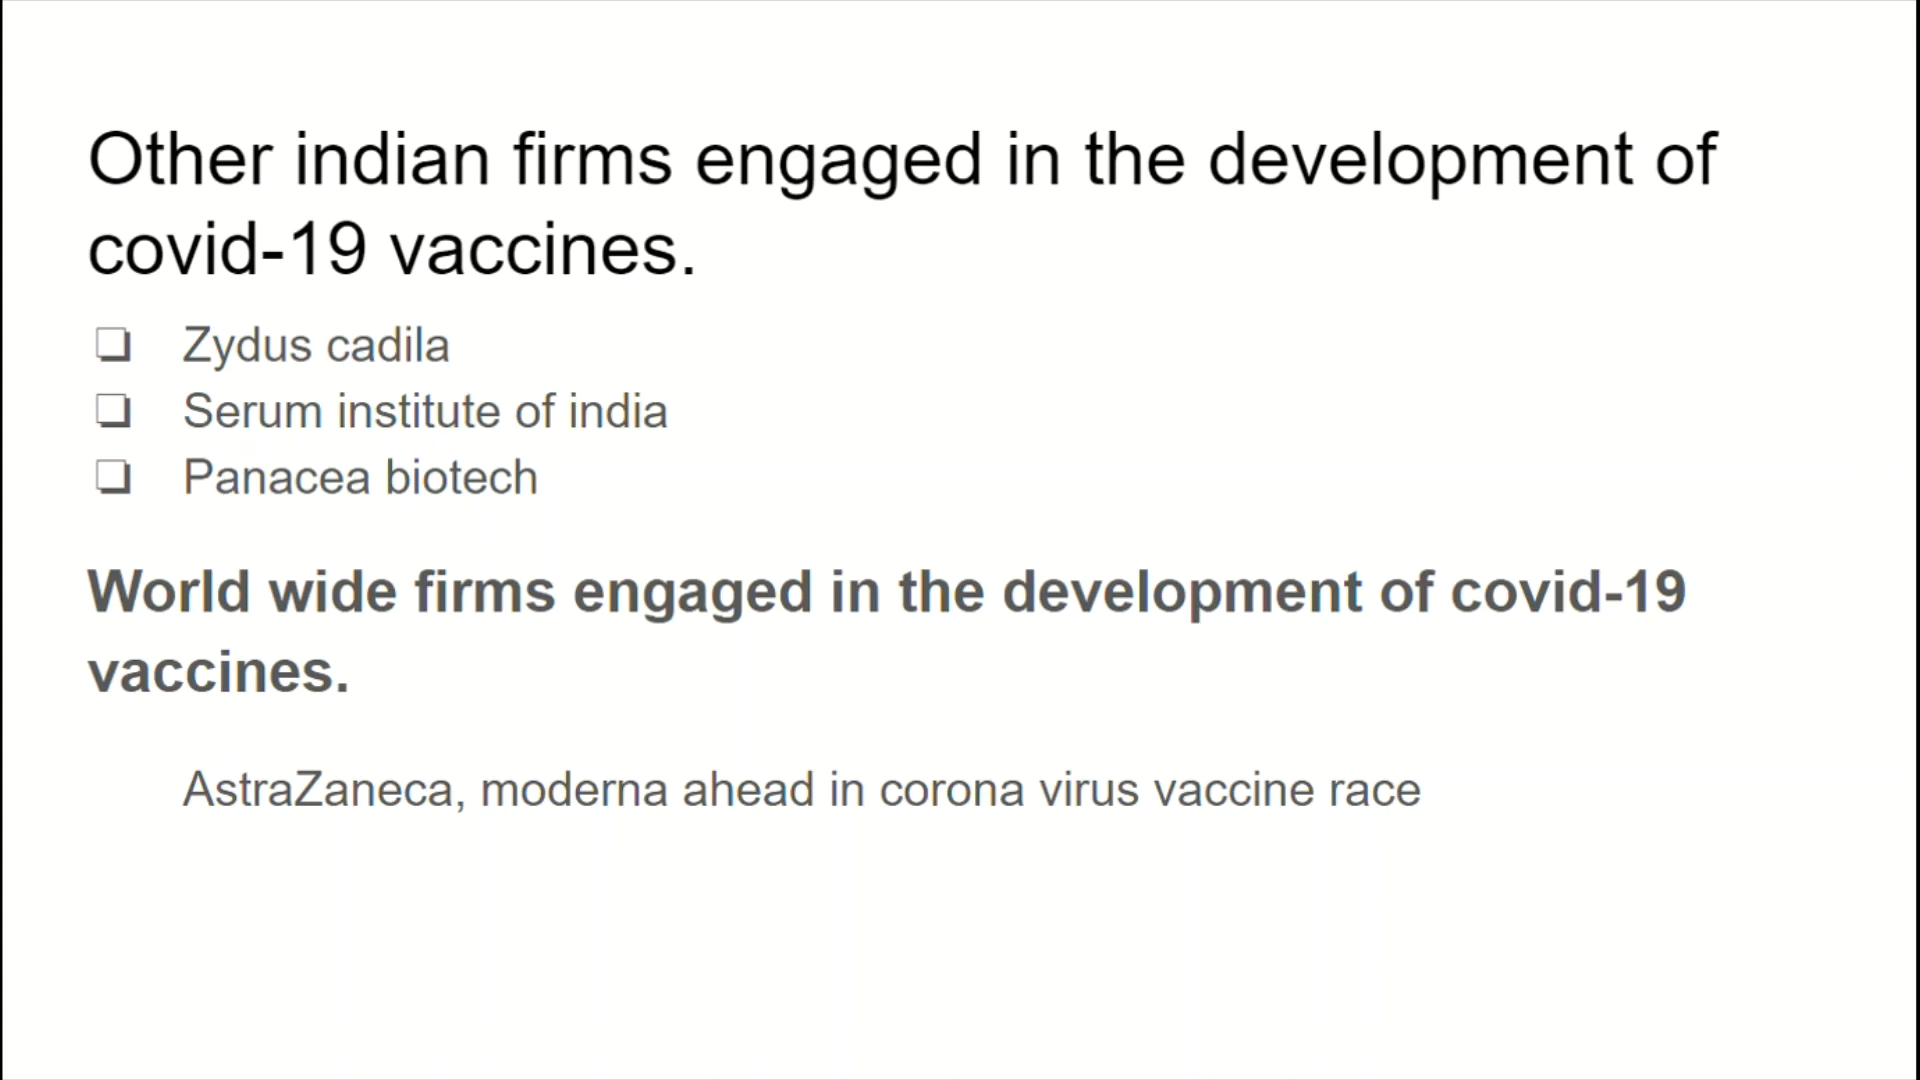 Other indian firms engaged in the development of
covid-19 vaccines.
❏ Zydus cadila
❏ Serum institute of india
❏ Panacea biotech
World wide firms engaged in the development of covid-19
vaccines.
AstraZaneca, moderna ahead in corona virus vaccine race